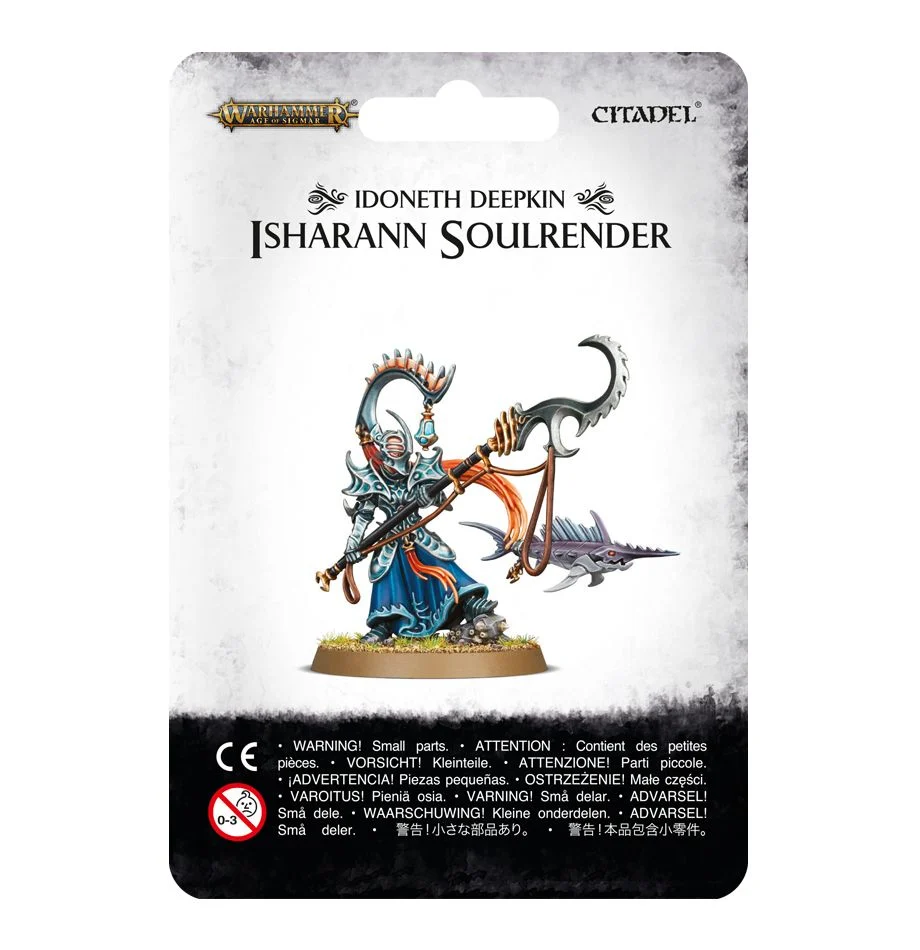 WARHAMMER®
AGE OF SIGMAR
CITADEL®
IDONETH DEEPKIN
ISHARANN SOULRENDER
CE
0-3
• WARNING! Small parts. • ATTENTION : Contient des petites
pièces. • VORSICHT! Kleinteile. • ATTENZIONE! Parti piccole.
• ¡ADVERTENCIA! Piezas pequeñas. • OSTRZEŻENIE! Małe części.
• VAROITUS! Pieniä osia. • VARNING! Små delar. • ADVARSEL!
Små dele. • WAARSCHUWING! Kleine onderdelen. • ADVARSEL!
Små deler. • 警告!小さな部品あり。 • 警告!本品包含小零件。